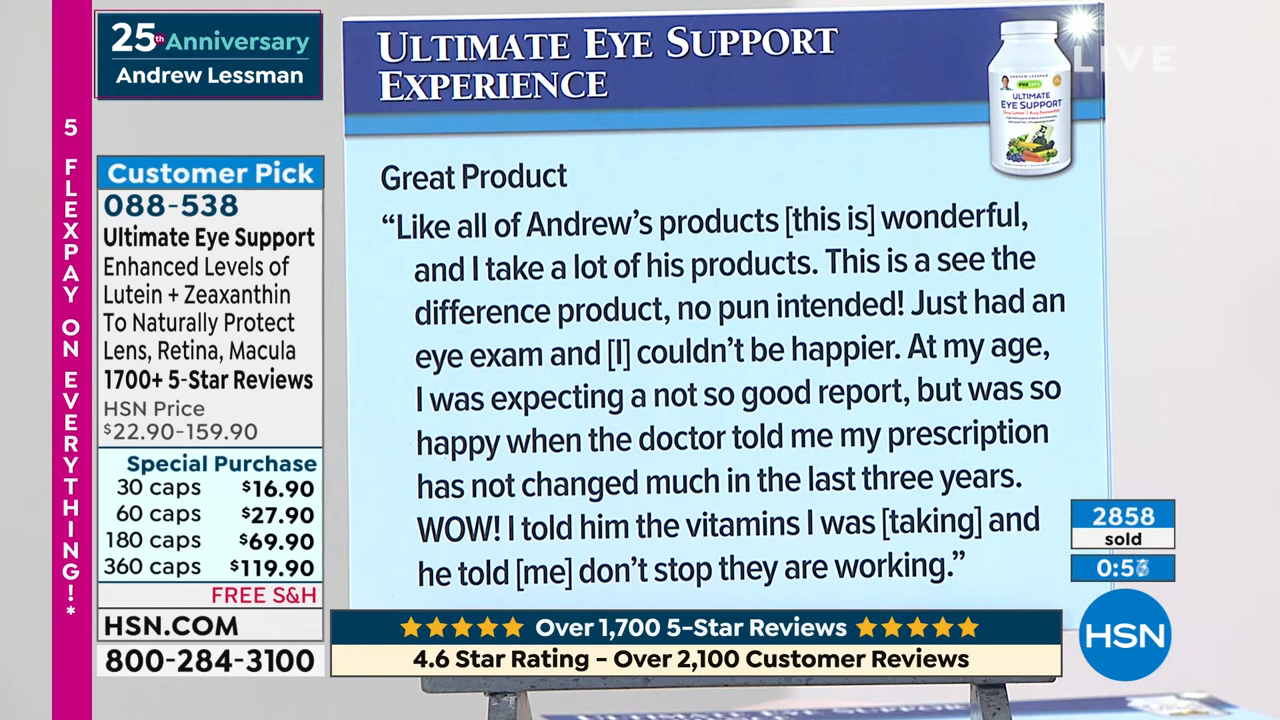 5 FLEXPAY ON EVERYTHING!*
25th Anniversary
Andrew Lessman
Customer Pick
088-538
Ultimate Eye Support
Enhanced Levels of
Lutein + Zeaxanthin
To Naturally Protect
Lens, Retina, Macula
1700+ 5-Star Reviews
HSN Price
$22.90-159.90
Special Purchase
30 caps $16.90
60 caps $27.90
180 caps $69.90
360 caps $119.90
FREE S&H
HSN.COM
800-284-3100
ULTIMATE EYE SUPPORT
EXPERIENCE
LIVE
ANDREW LESSMAN
ULTIMATE
EYE SUPPORT
Great Product
“Like all of Andrew’s products [this is] wonderful,
and I take a lot of his products. This is a see the
difference product, no pun intended! Just had an
eye exam and [I] couldn’t be happier. At my age,
I was expecting a not so good report, but was so
happy when the doctor told me my prescription
has not changed much in the last three years.
WOW! I told him the vitamins I was [taking] and
he told [me] don’t stop they are working.”
2858
sold
HSN
Over 1,700 5-Star Reviews
4.6 Star Rating – Over 2,100 Customer Reviews
ULTIMATE EYE SUPPORT